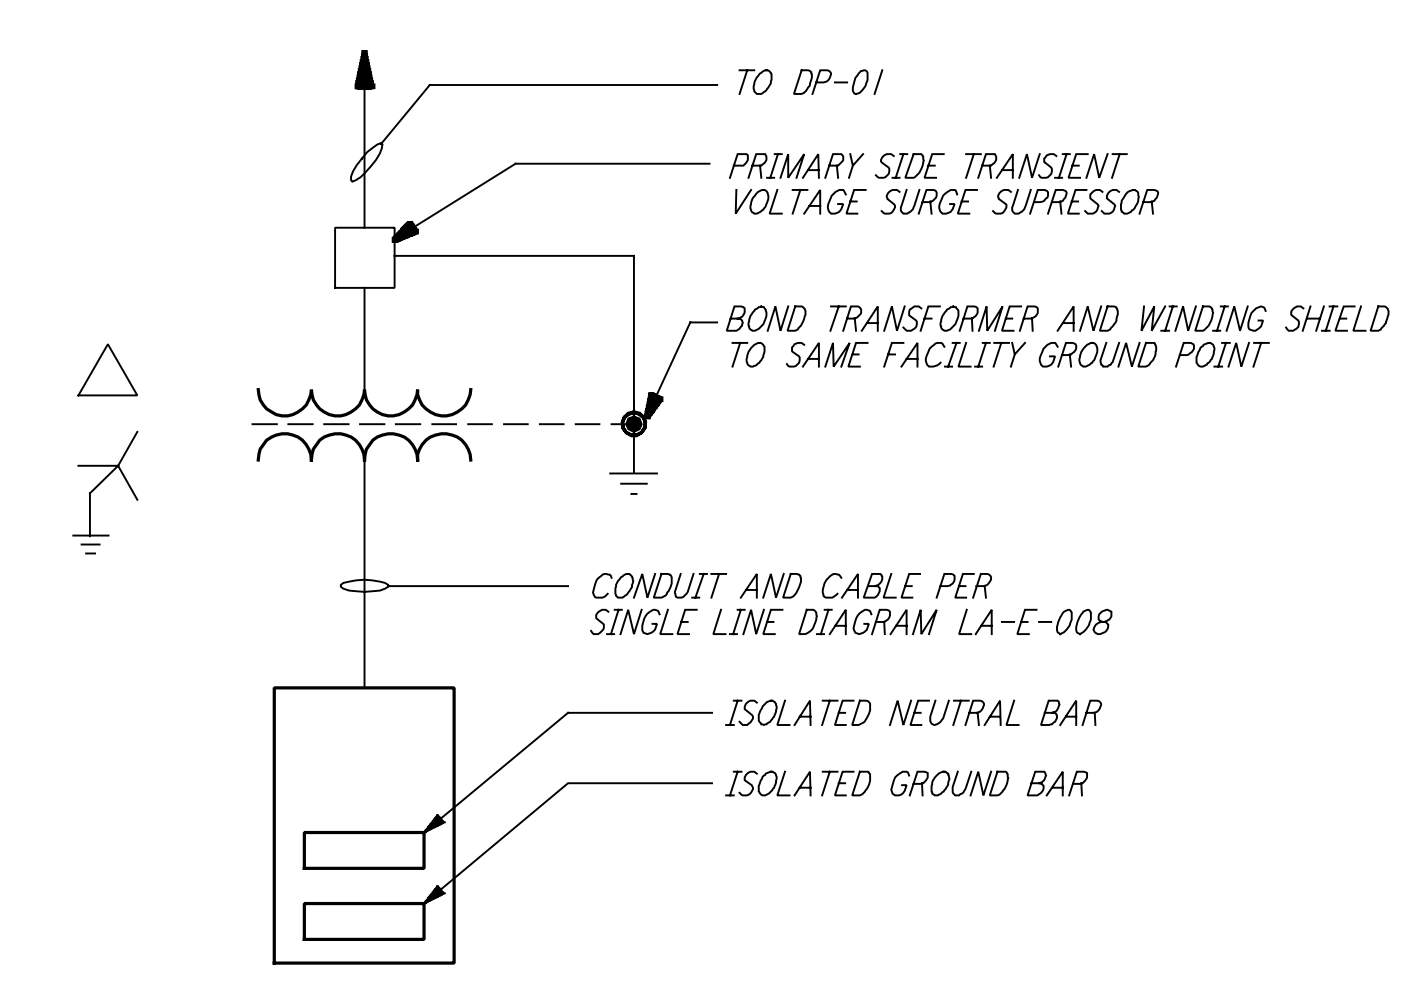 TO DP-01
PRIMARY SIDE TRANSIENT
VOLTAGE SURGE SUPRESSOR
BOND TRANSFORMER AND WINDING SHIELD
TO SAME FACILITY GROUND POINT
CONDUIT AND CABLE PER
SINGLE LINE DIAGRAM LA-E-008
ISOLATED NEUTRAL BAR
ISOLATED GROUND BAR